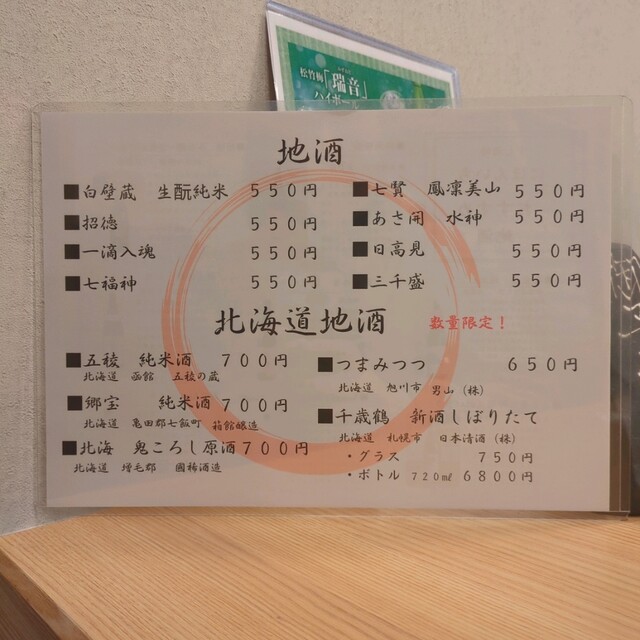 松竹梅「瑞音」
ハイボール
地酒
■白壁蔵 生酛純米 550円
■招德 550円
■一滴入魂 550円
■七福神 550円
■七賢 鳳凛美山 550円
■あさ開 水神 550円
■日高見 550円
■三千盛 550円
北海道地酒 数量限定！
■五稜 純米酒 700円
北海道 函館 五稜の蔵
■郷宝 純米酒 700円
北海道 亀田郡七飯町 箱館醸造
■北海 鬼ころし原酒 700円
北海道 増毛郡 國稀酒造
■つまみつつ 650円
北海道 旭川市 男山（株）
■千歳鶴 新酒しぼりたて
北海道 札幌市 日本清酒（株）
・グラス 750円
・ボトル 720㎖ 6800円